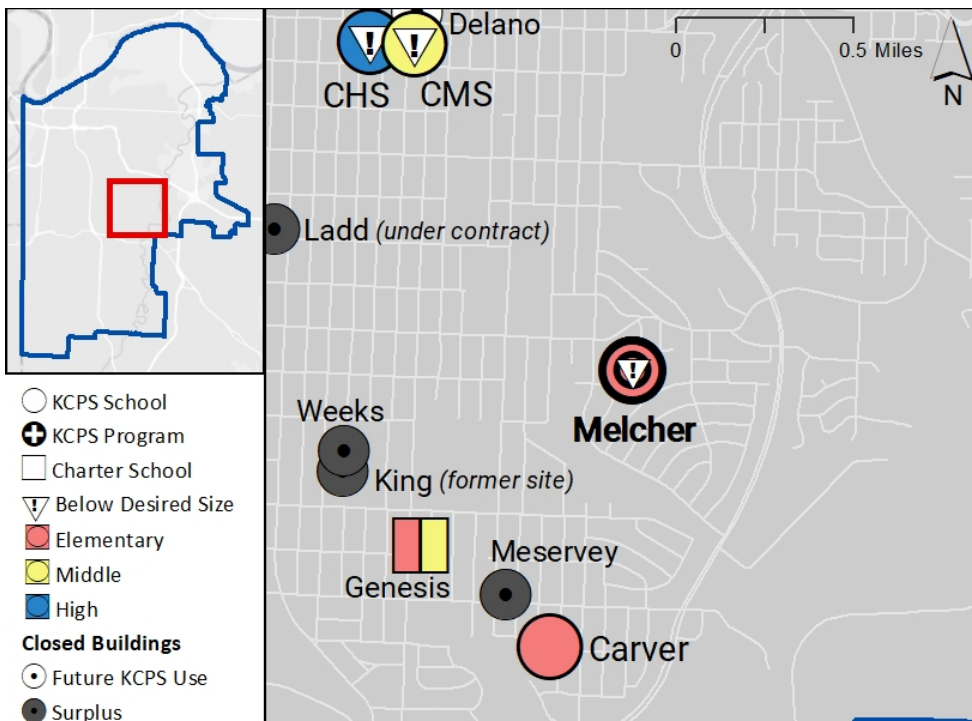 Delano
0
0.5 Miles
N
CHS
CMS
Ladd (under contract)
Melcher
Weeks
King (former site)
Genesis
Meservey
Carver
KCPS School
KCPS Program
Charter School
Below Desired Size
Elementary
Middle
High
Closed Buildings
Future KCPS Use
Surplus